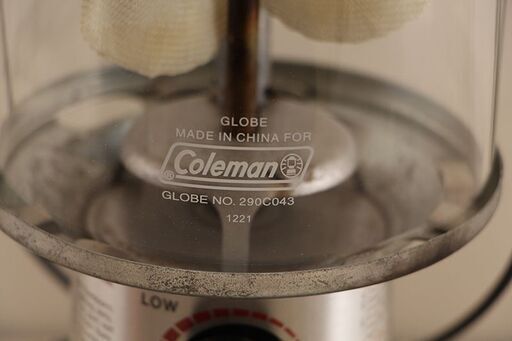 GLOBE
MADE IN CHINA FOR
Coleman
®
GLOBE NO. 290C043
1221
LOW